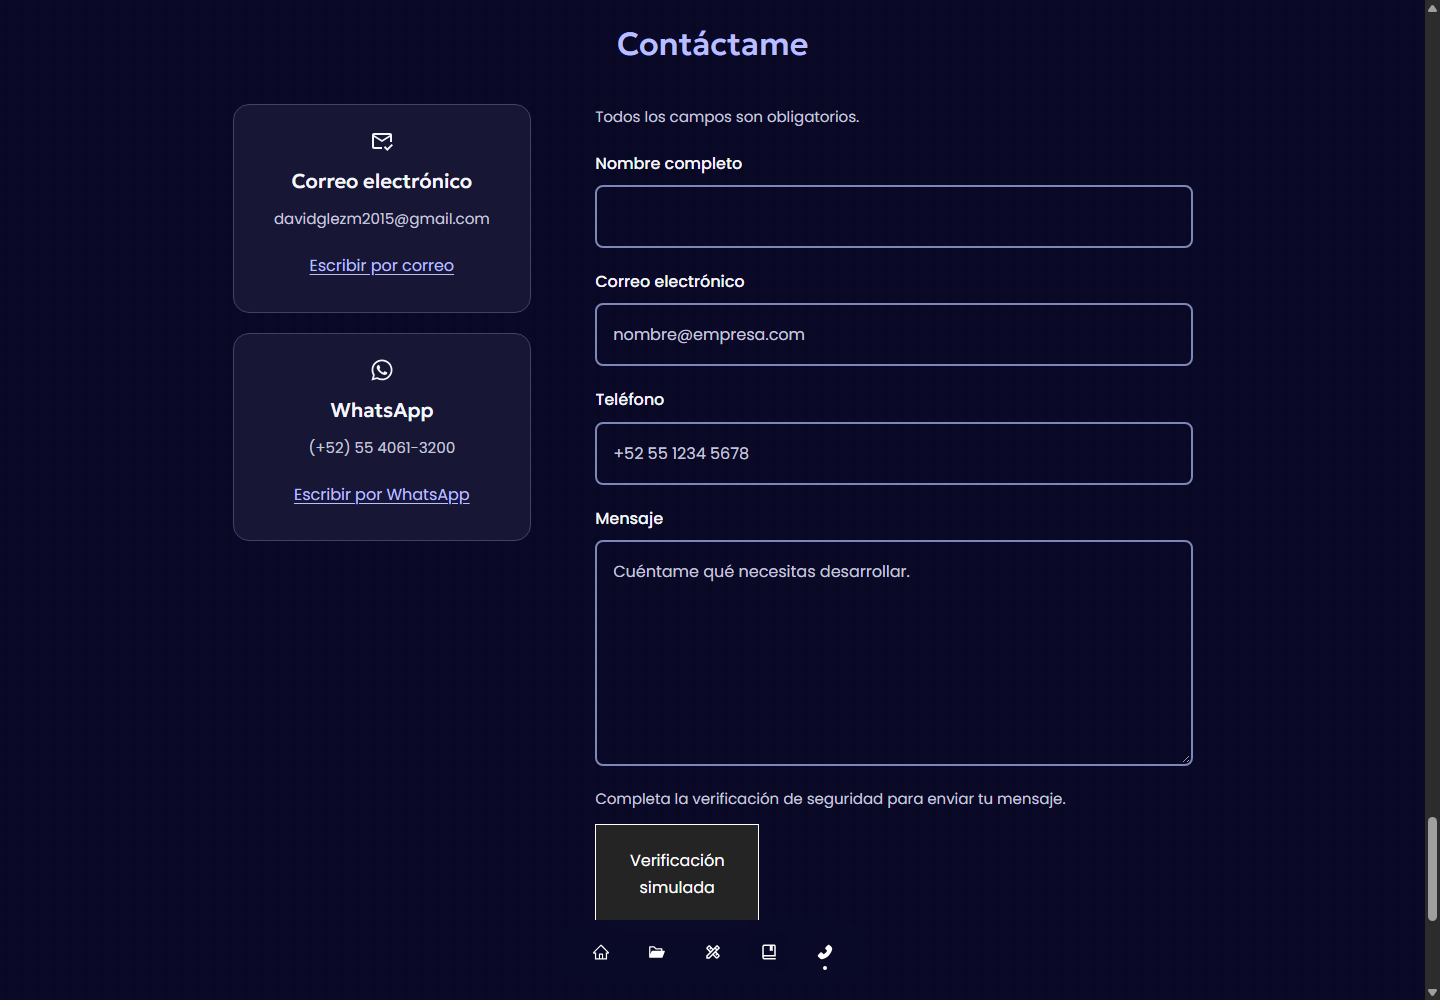 Contáctame
Correo electrónico
davidglezm2015@gmail.com
Escribir por correo
WhatsApp
(+52) 55 4061-3200
Escribir por WhatsApp
Todos los campos son obligatorios.
Nombre completo
Correo electrónico
nombre@empresa.com
Teléfono
+52 55 1234 5678
Mensaje
Cuéntame qué necesitas desarrollar.
Completa la verificación de seguridad para enviar tu mensaje.
Verificación
simulada